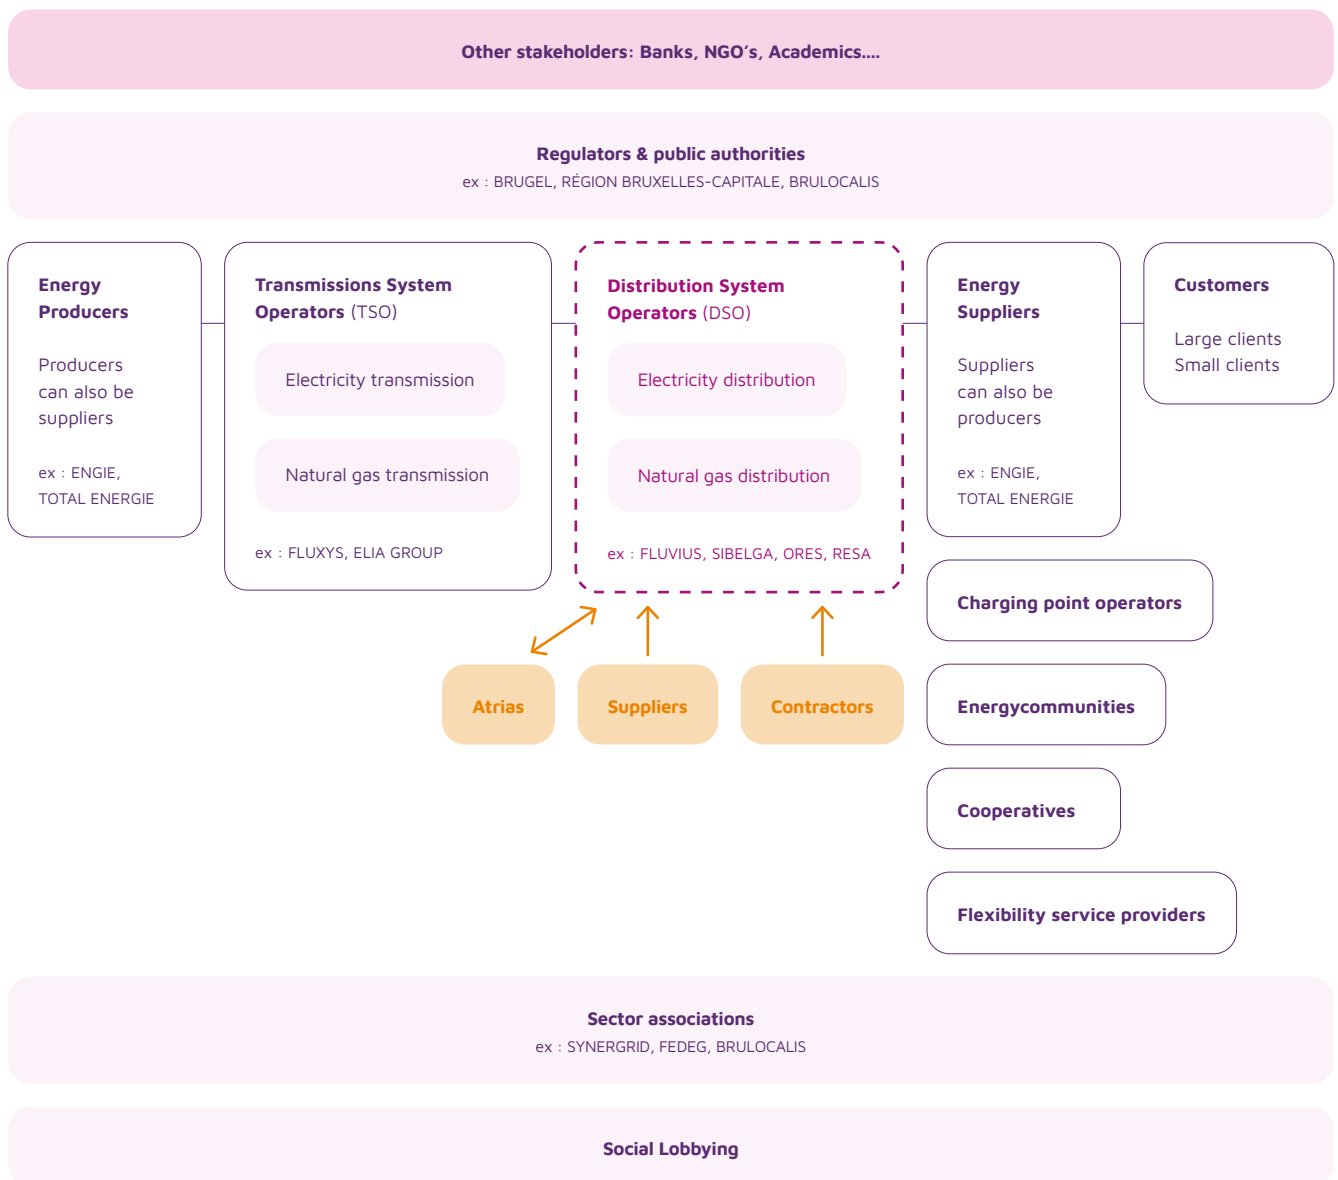 Other stakeholders: Banks, NGO’s, Academics....
Regulators & public authorities
ex : BRUGEL, RÉGION BRUXELLES-CAPITALE, BRULOCALIS
Energy
Producers
Producers
can also be
suppliers
ex : ENGIE,
TOTAL ENERGIE
Transmissions System
Operators (TSO)
Electricity transmission
Natural gas transmission
ex : FLUXYS, ELIA GROUP
Distribution System
Operators (DSO)
Electricity distribution
Natural gas distribution
ex : FLUVIUS, SIBELGA, ORES, RESA
Energy
Suppliers
Suppliers
can also be
producers
ex : ENGIE,
TOTAL ENERGIE
Customers
Large clients
Small clients
Atrias
Suppliers
Contractors
Charging point operators
Energycommunities
Cooperatives
Flexibility service providers
Sector associations
ex : SYNERGRID, FEDEG, BRULOCALIS
Social Lobbying